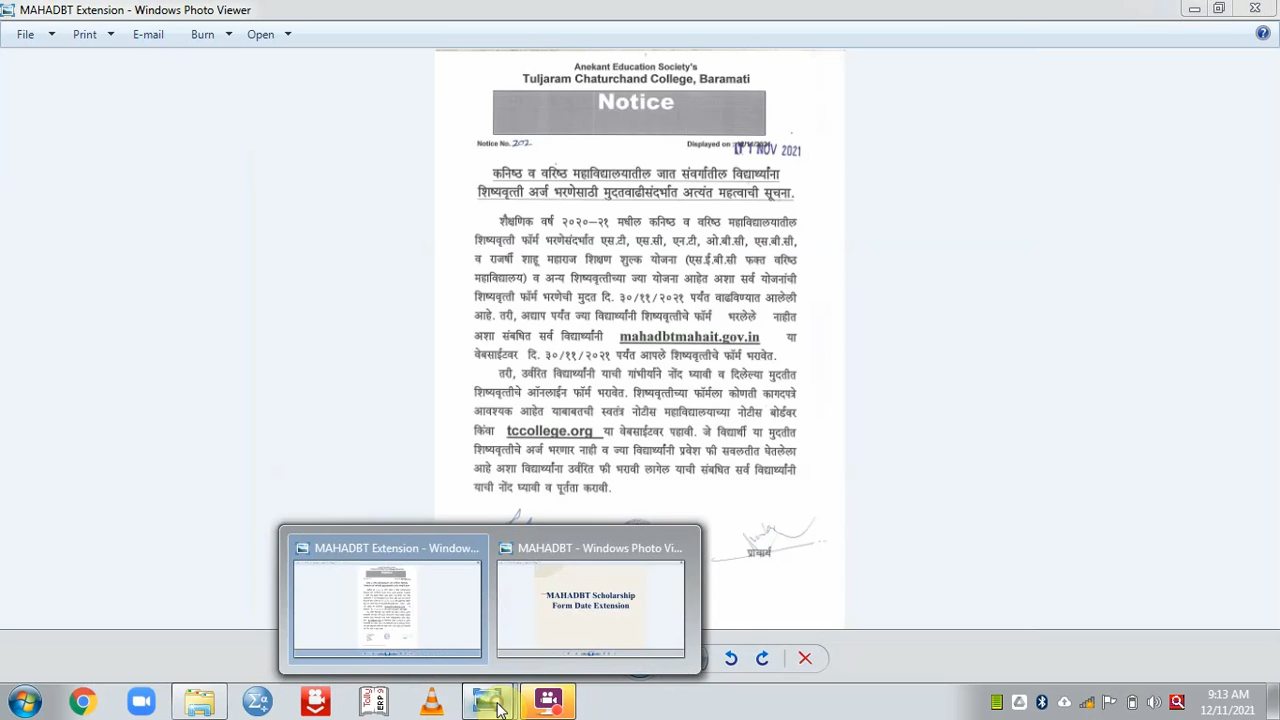 MAHADBT Extension - Windows Photo Viewer
File Print E-mail Burn Open
Anekant Education Society's
Tuljaram Chaturchand College, Baramati
Notice
Notice No. 202 Displayed on :
1 NOV 2021
कनिष्ठ व वरिष्ठ महाविद्यालयातील जात संवर्गातील विद्यार्थ्यांना
शिष्यवृत्ती अर्ज भरणेसाठी मुदतवाढीसंदर्भात अत्यंत महत्वाची सूचना.
शैक्षणिक वर्ष २०२०–२१ मधील कनिष्ठ व वरिष्ठ महाविद्यालयातील
शिष्यवृत्ती फॉर्म भरणेसंदर्भात एस.टी, एस.सी, एन.टी, ओ.बी.सी, एस.बी.सी,
व राजर्षी शाहू महाराज शिक्षण शुल्क योजना (एस.ई.बी.सी फक्त वरिष्ठ
महाविद्यालय) व अन्य शिष्यवृत्तीच्या ज्या योजना आहेत अशा सर्व योजनांची
शिष्यवृत्ती फॉर्म भरणेची मुदत दि. ३०/११/२०२१ पर्यंत वाढविण्यात आलेली
आहे. तरी, अद्याप पर्यंत ज्या विद्यार्थ्यांनी शिष्यवृत्तीचे फॉर्म भरलेले नाहीत
अशा संबधित सर्व विद्यार्थ्यांनी mahadbtmahait.gov.in या
वेबसाईटवर दि. ३०/११/२०२१ पर्यंत आपले शिष्यवृत्तीचे फॉर्म भरावेत.
तरी, उर्वरित विद्यार्थ्यांनी याची गांभीर्याने नोंद घ्यावी व दिलेल्या मुदतीत
शिष्यवृत्तीचे ऑनलाईन फॉर्म भरावेत. शिष्यवृत्तीच्या फॉर्मला कोणती कागदपत्रे
आवश्यक आहेत याबाबतची स्वतंत्र नोटीस महाविद्यालयाच्या नोटीस बोर्डवर
किंवा tccollege.org या वेबसाईटवर पहावी. जे विद्यार्थी या मुदतीत
शिष्यवृत्तीचे अर्ज भरणार नाही व ज्या विद्यार्थ्यांनी प्रवेश फी सवलतीत घेतलेला
आहे अशा विद्यार्थ्यांना उर्वरित फी भरावी लागेल याची संबधित सर्व विद्यार्थ्यांनी
याची नोंद घ्यावी व पूर्तता करावी.
प्राचार्य
MAHADBT Extension - Window... MAHADBT - Windows Photo Vi...
MAHADBT Scholarship
Form Date Extension
9:13 AM
12/11/2021